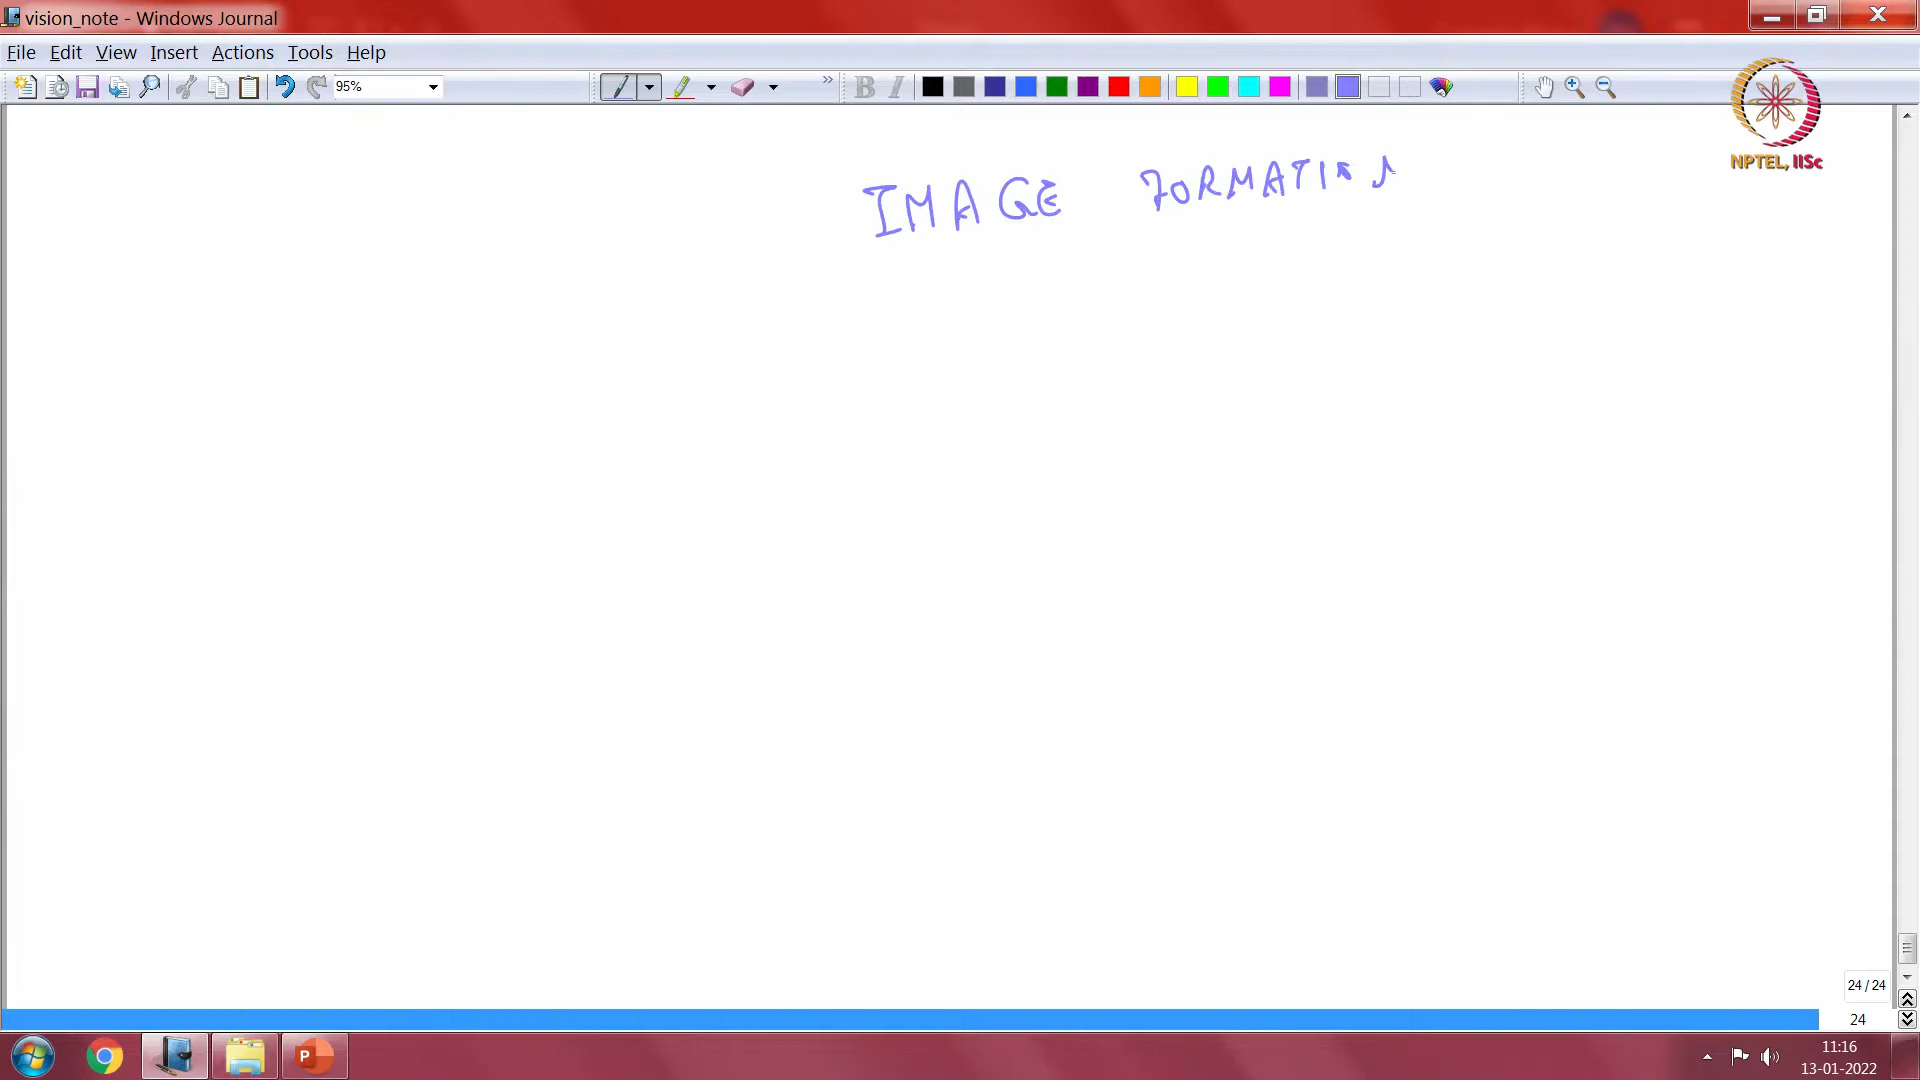 vision_note - Windows Journal
File Edit View Insert Actions Tools Help
95%
B I
NPTEL, IISc
IMAGE FORMATION
24 / 24
24
P
11:16
13-01-2022